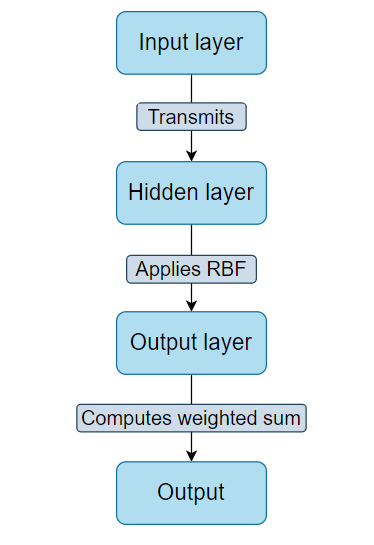 Input layer
Transmits
Hidden layer
Applies RBF
Output layer
Computes weighted sum
Output